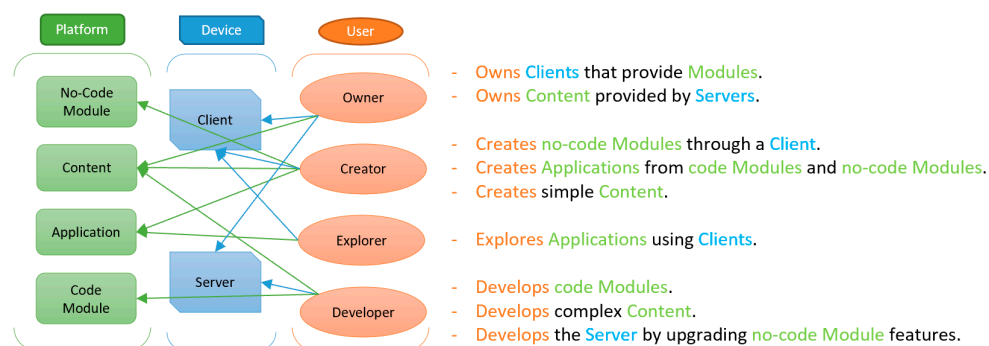 Platform
Device
User
No-Code
Module
Content
Application
Code
Module
Client
Server
Owner
Creator
Explorer
Developer
- Owns Clients that provide Modules.
- Owns Content provided by Servers.
- Creates no-code Modules through a Client.
- Creates Applications from code Modules and no-code Modules.
- Creates simple Content.
- Explores Applications using Clients.
- Develops code Modules.
- Develops complex Content.
- Develops the Server by upgrading no-code Module features.